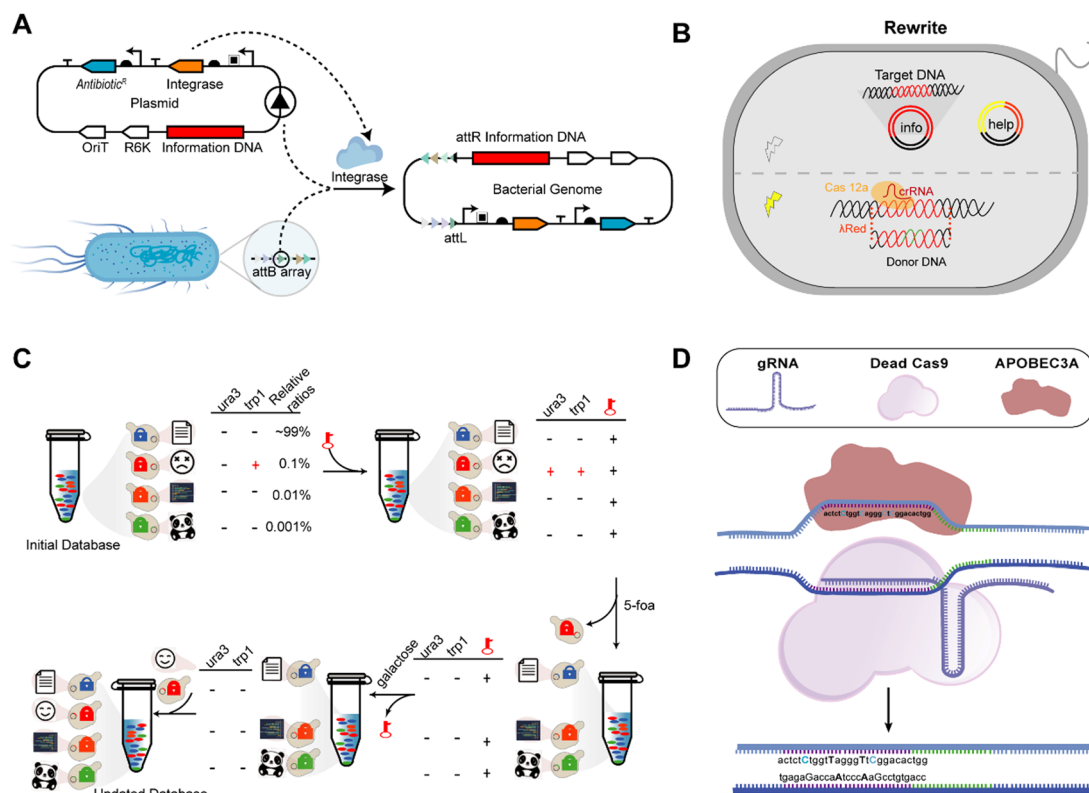 A
Antibiotic^R
Integrase
Plasmid
OriT
R6K
Information DNA
Integrase
attB array
attR Information DNA
Bacterial Genome
attL
B
Rewrite
Target DNA
info
help
Cas 12a
crRNA
λRed
Donor DNA
C
ura3
trp1
Relative
ratios
- - ~99%
- + 0.1%
- - 0.01%
- - 0.001%
Initial Database
ura3
trp1
- - +
+ + +
- - +
- - +
5-foa
ura3
trp1
- - +
- - +
- - +
galactose
ura3
trp1
- -
- -
- -
- -
Updated Database
D
gRNA
Dead Cas9
APOBEC3A
actctCtggtTagggTtCggacactgg
tgagaGaccaAtcccAaGcctgtgacc